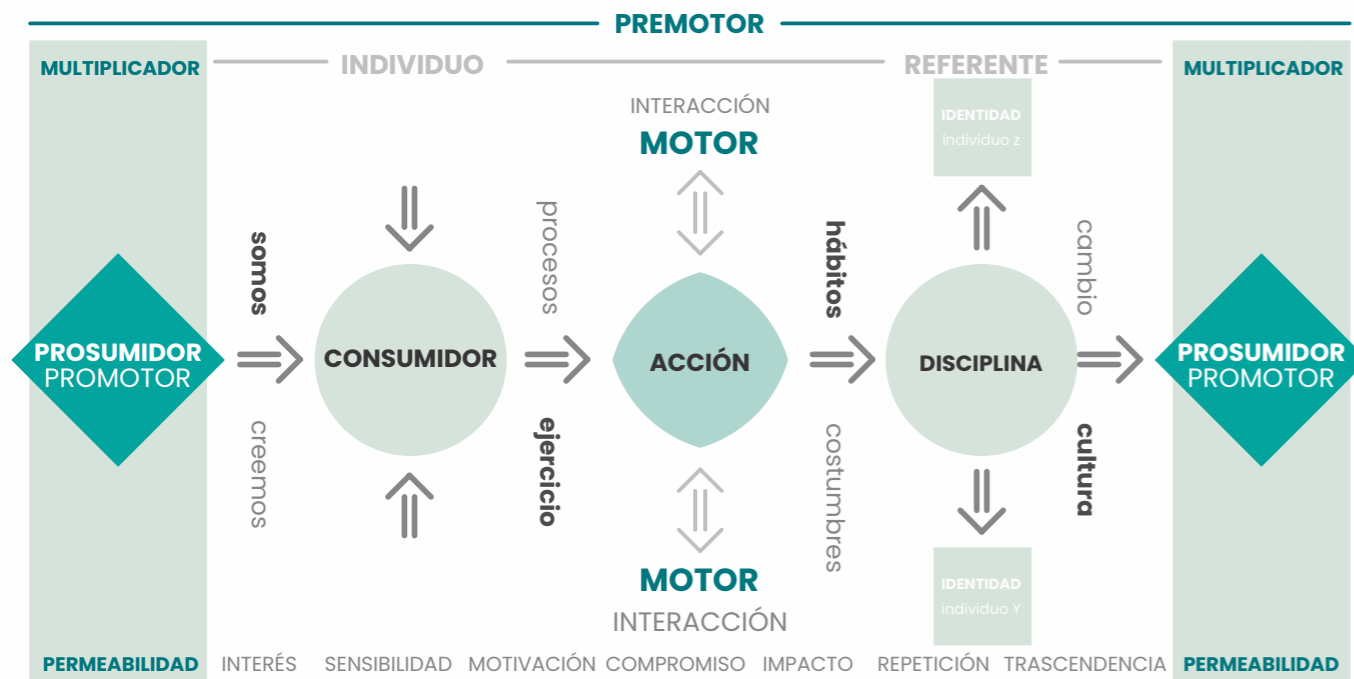 PREMOTOR
MULTIPLICADOR
INDIVIDUO
REFERENTE
MULTIPLICADOR
INTERACCIÓN
MOTOR
IDENTIDAD
individuo z
somos
procesos
hábitos
cambio
PROSUMIDOR
PROMOTOR
CONSUMIDOR
ACCIÓN
DISCIPLINA
PROSUMIDOR
PROMOTOR
creemos
ejercicio
costumbres
cultura
MOTOR
INTERACCIÓN
IDENTIDAD
individuo Y
PERMEABILIDAD
INTERÉS
SENSIBILIDAD
MOTIVACIÓN
COMPROMISO
IMPACTO
REPETICIÓN
TRASCENDENCIA
PERMEABILIDAD